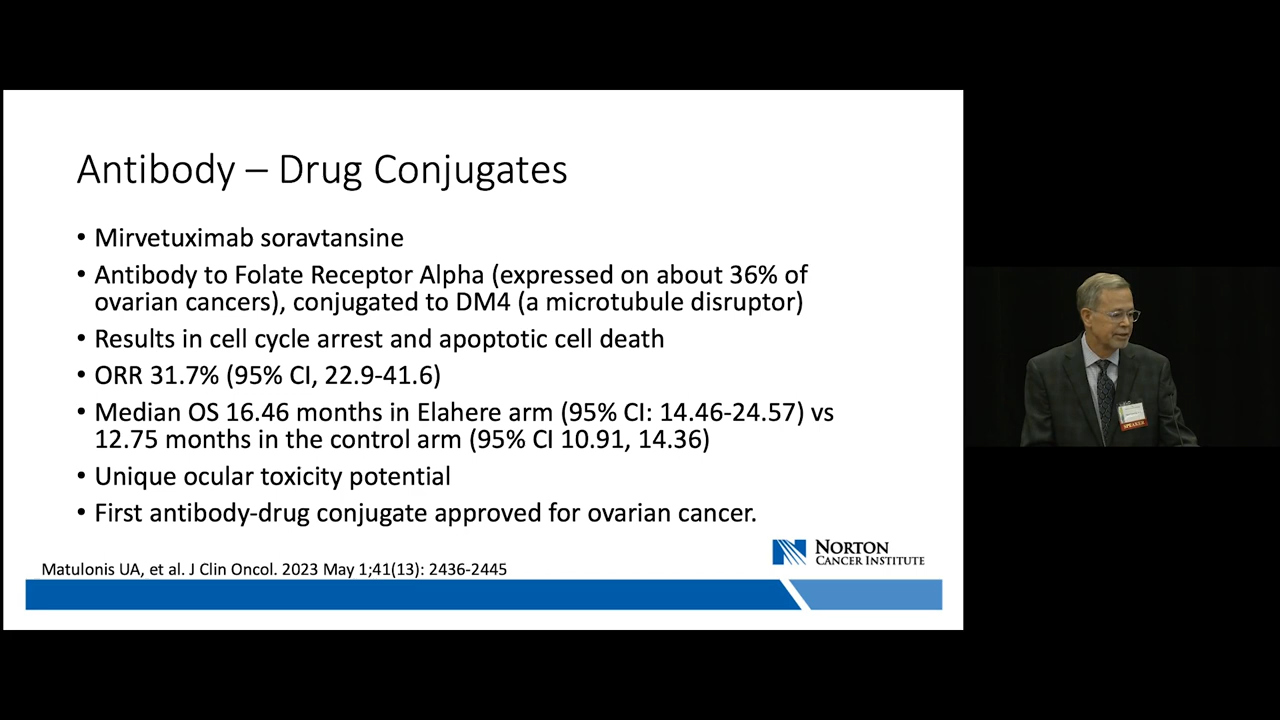 Antibody – Drug Conjugates
• Mirvetuximab soravtansine
• Antibody to Folate Receptor Alpha (expressed on about 36% of
ovarian cancers), conjugated to DM4 (a microtubule disruptor)
• Results in cell cycle arrest and apoptotic cell death
• ORR 31.7% (95% CI, 22.9-41.6)
• Median OS 16.46 months in Elahere arm (95% CI: 14.46-24.57) vs
12.75 months in the control arm (95% CI 10.91, 14.36)
• Unique ocular toxicity potential
• First antibody-drug conjugate approved for ovarian cancer.
NORTON
CANCER INSTITUTE
Matulonis UA, et al. J Clin Oncol. 2023 May 1;41(13): 2436-2445
SPEAKER